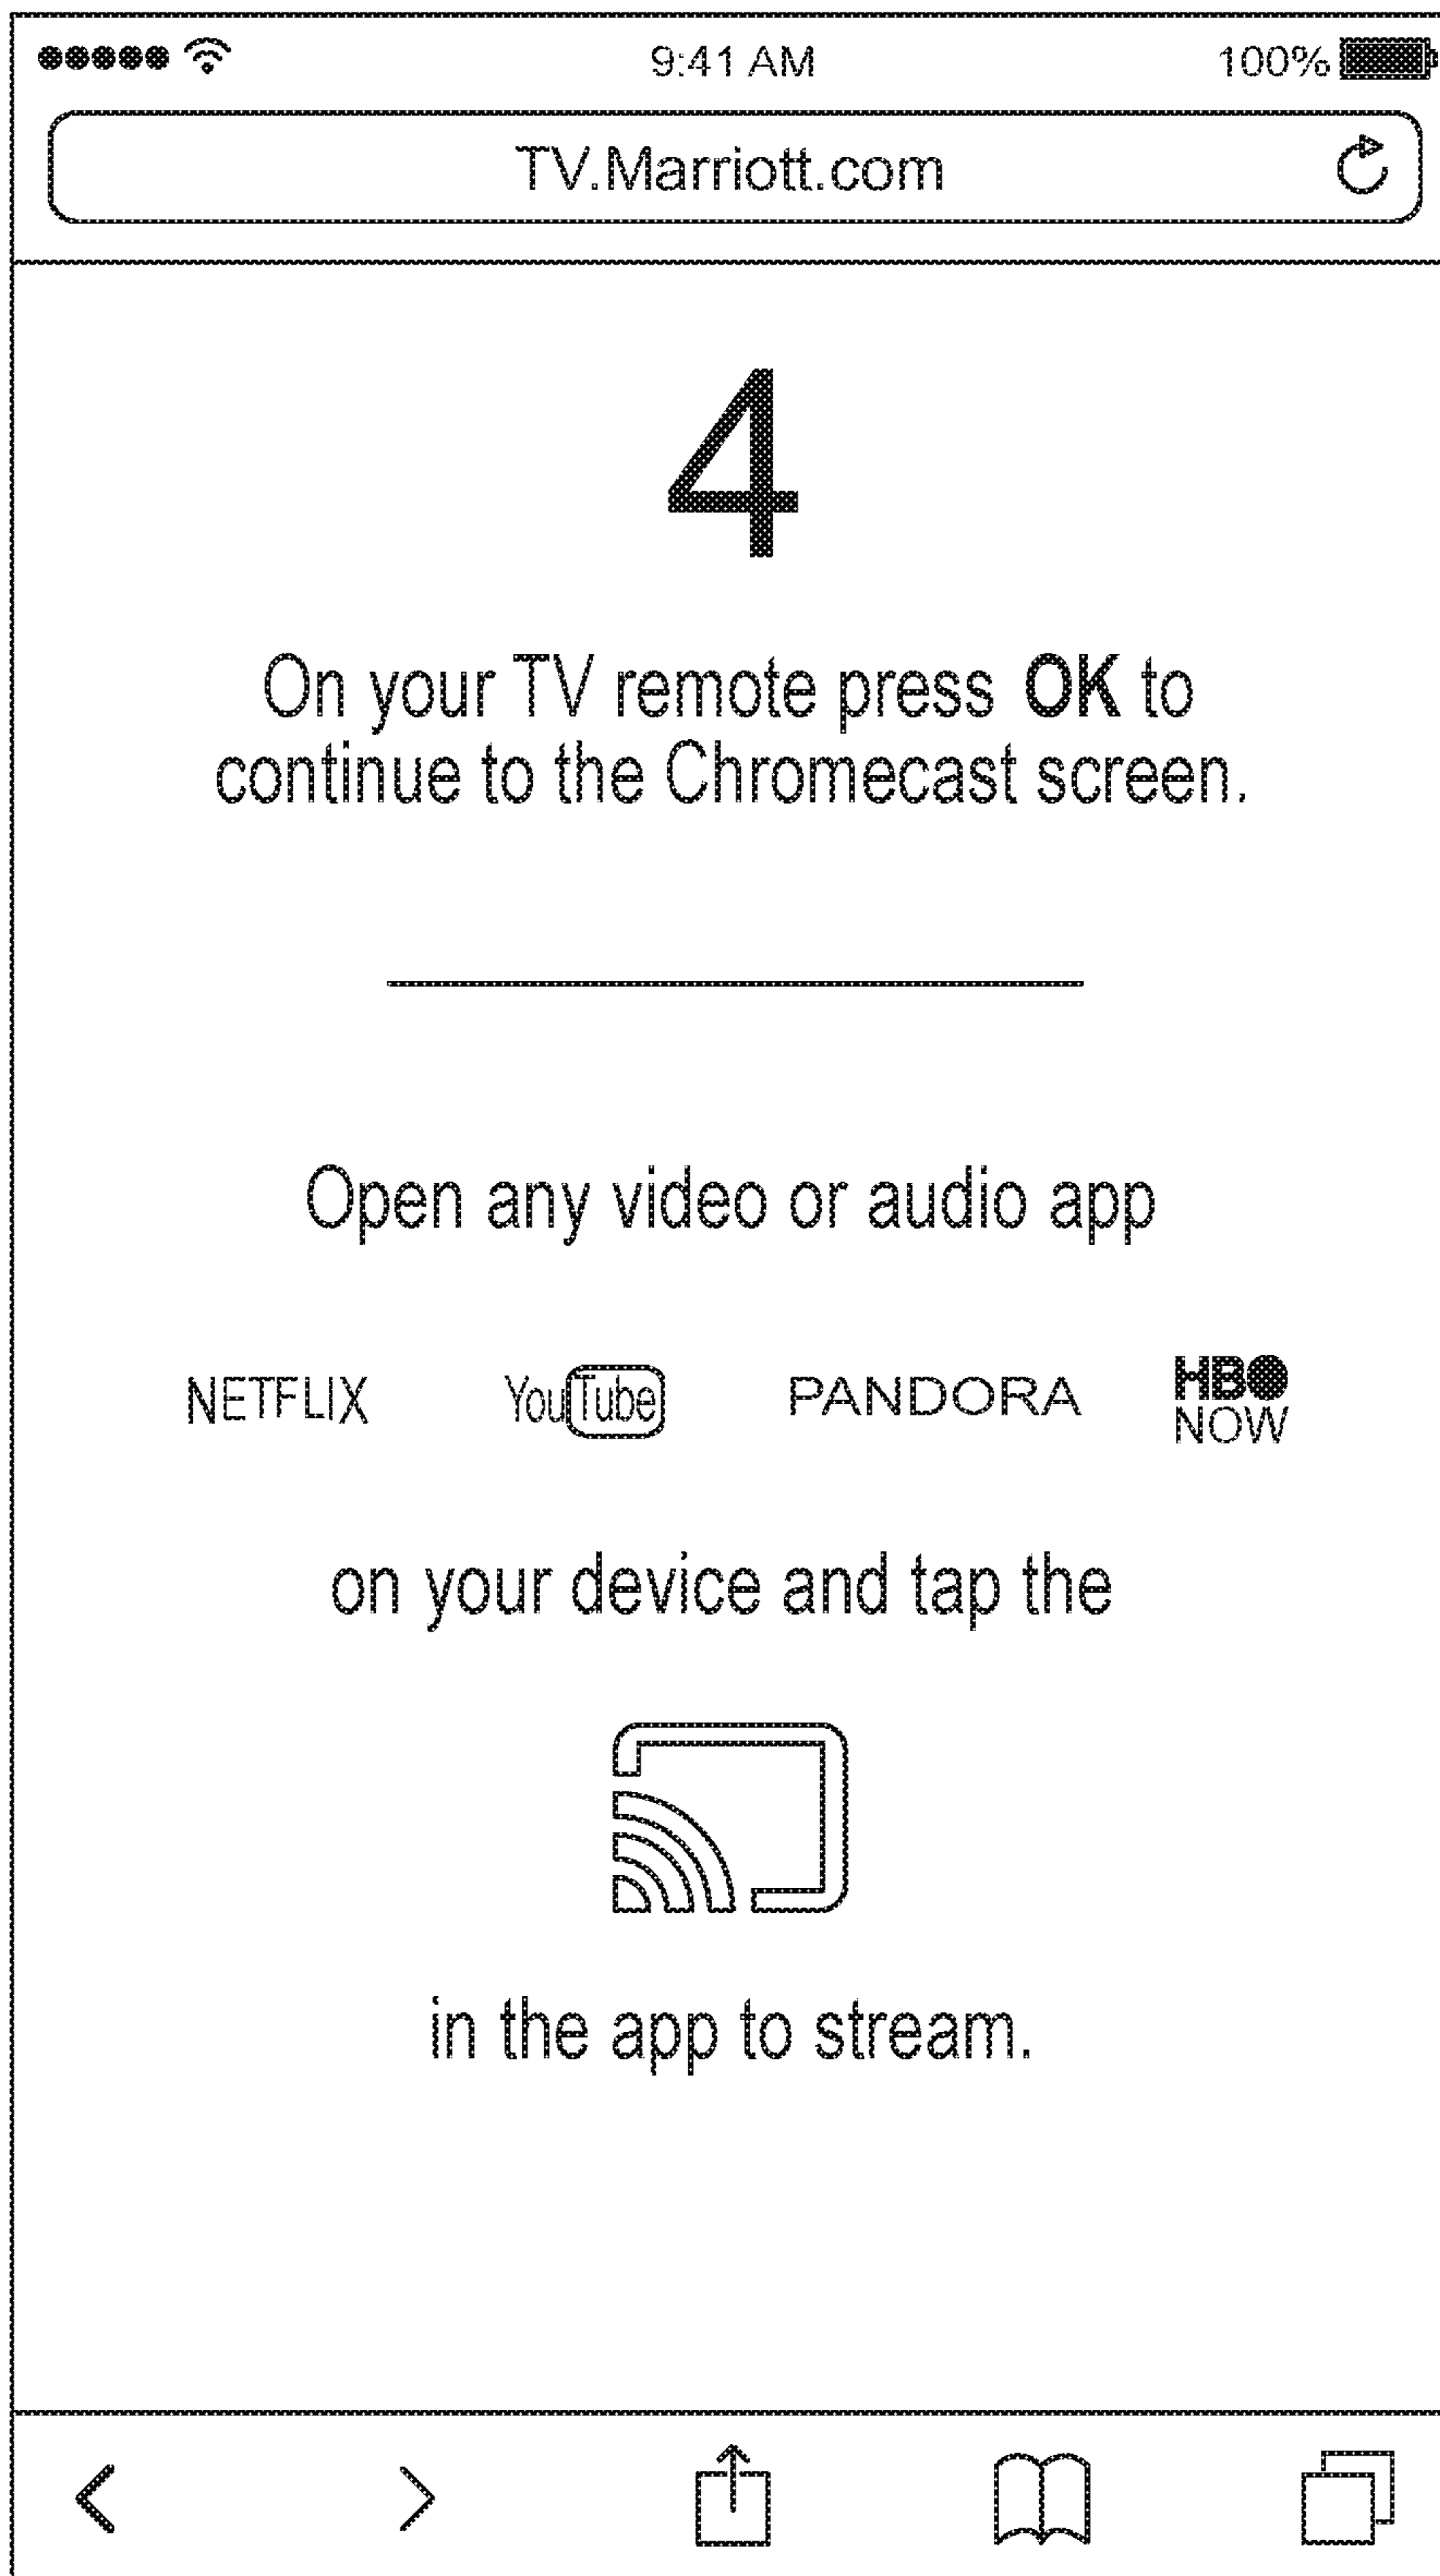 9:41 AM 100%
TV.Marriott.com
4
On your TV remote press OK to
continue to the Chromecast screen.
Open any video or audio app
NETFLIX YouTube PANDORA HBO NOW
on your device and tap the
in the app to stream.